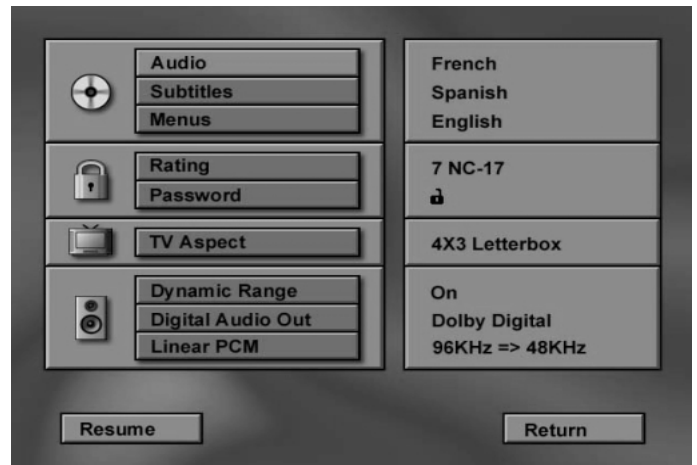 Audio French
Subtitles Spanish
Menus English
Rating 7 NC-17
Password
TV Aspect 4X3 Letterbox
Dynamic Range On
Digital Audio Out Dolby Digital
Linear PCM 96KHz => 48KHz
Resume Return